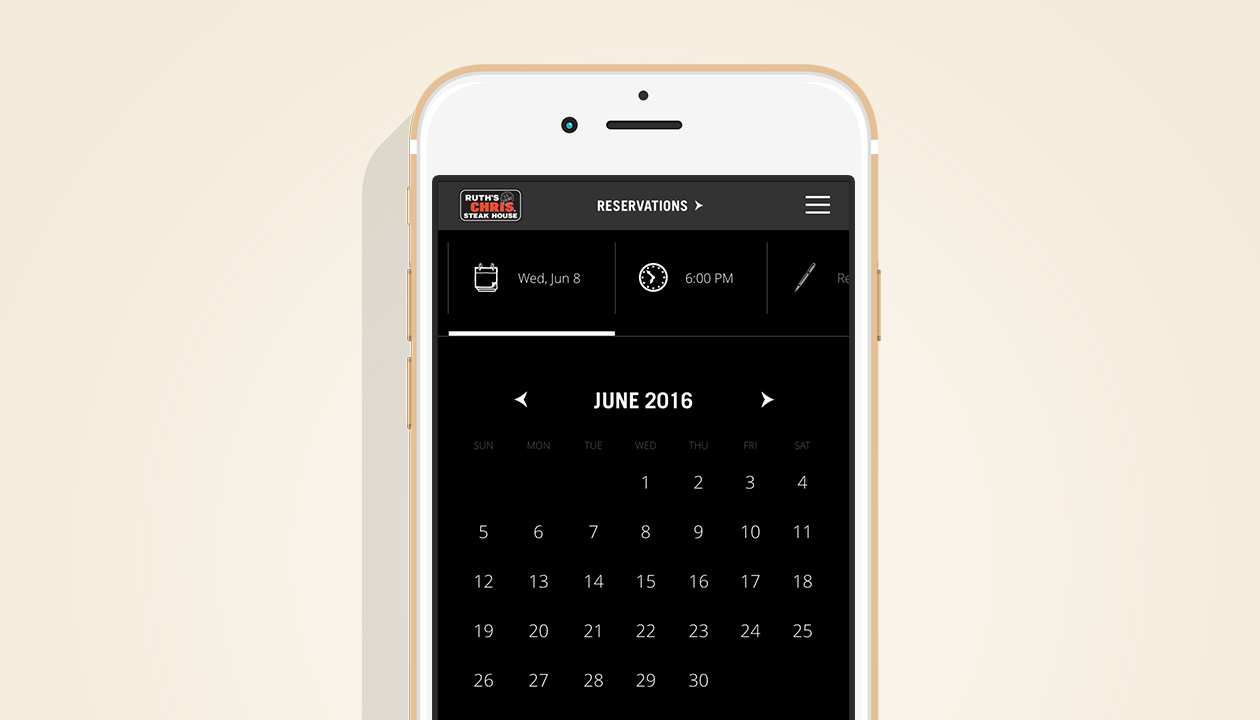 RUTH'S
CHRIS
STEAK HOUSE
RESERVATIONS
Wed, Jun 8
6:00 PM
Re
JUNE 2016
SUN MON TUE WED THU FRI SAT
1 2 3 4
5 6 7 8 9 10 11
12 13 14 15 16 17 18
19 20 21 22 23 24 25
26 27 28 29 30